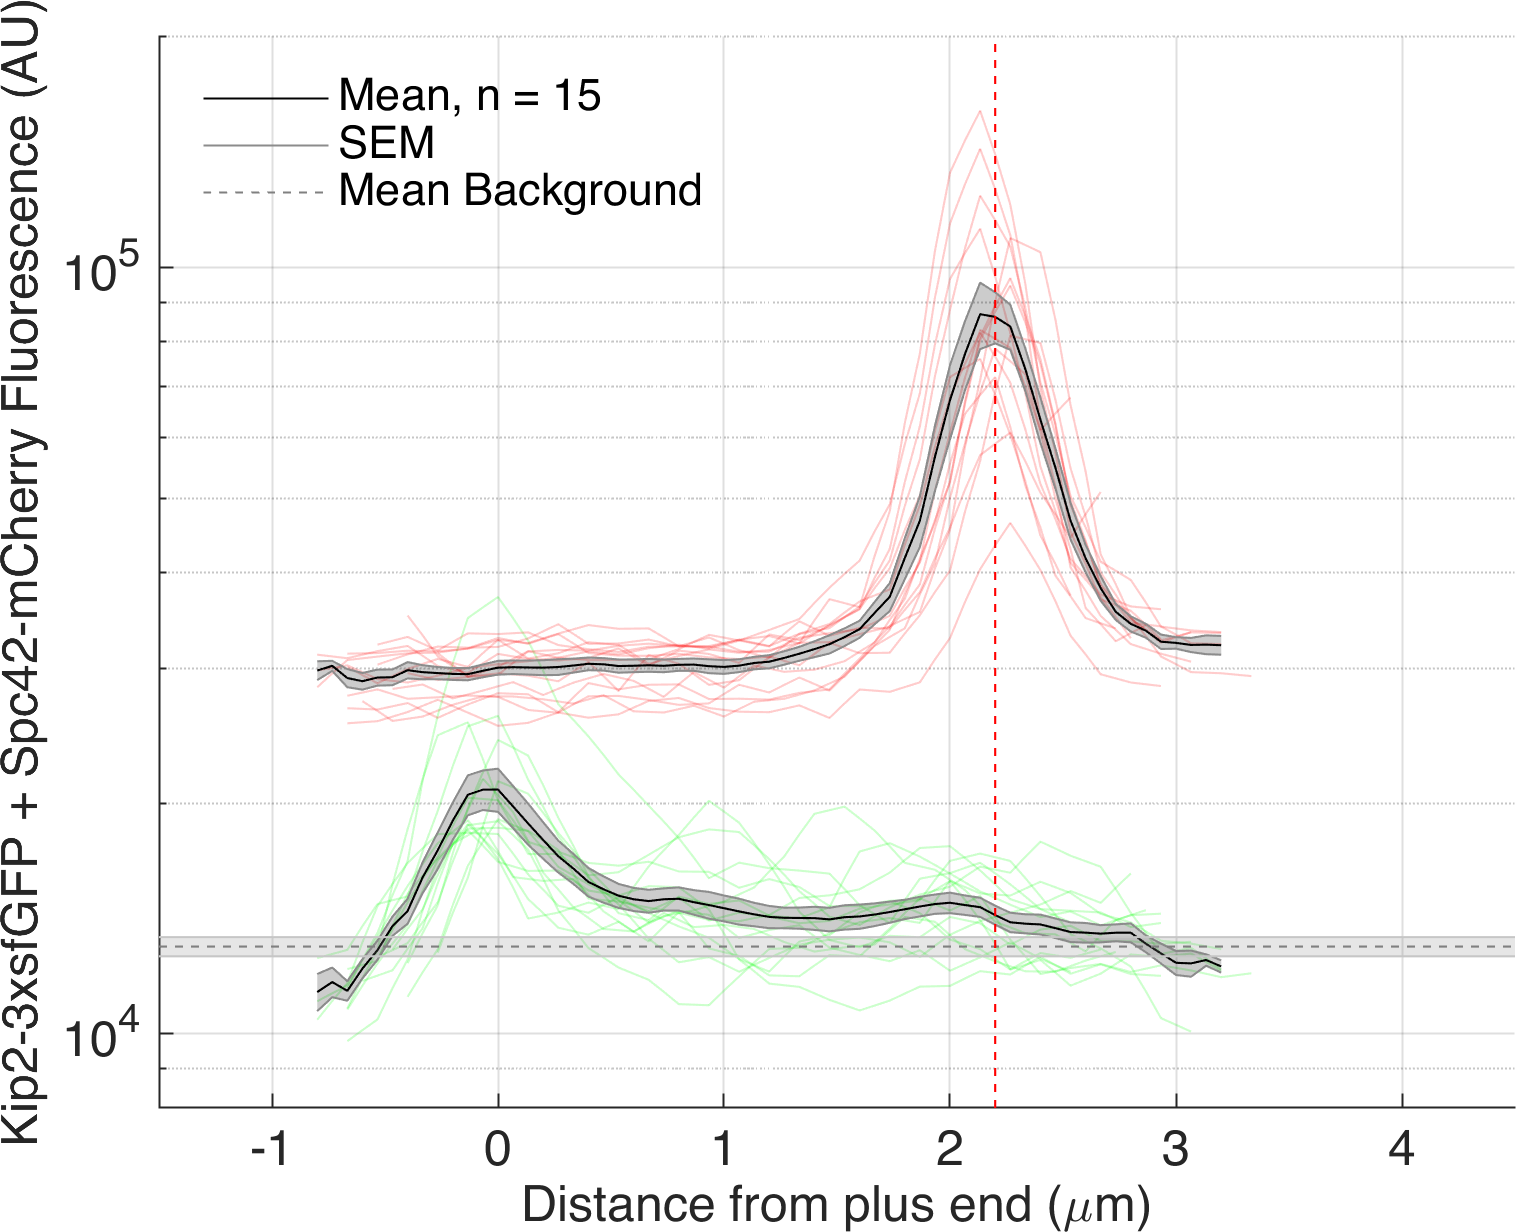 Kip2-3xsfGFP + Spc42-mCherry Fluorescence (AU)
Mean, n = 15
SEM
Mean Background
10^5
10^4
-1 0 1 2 3 4
Distance from plus end (μm)